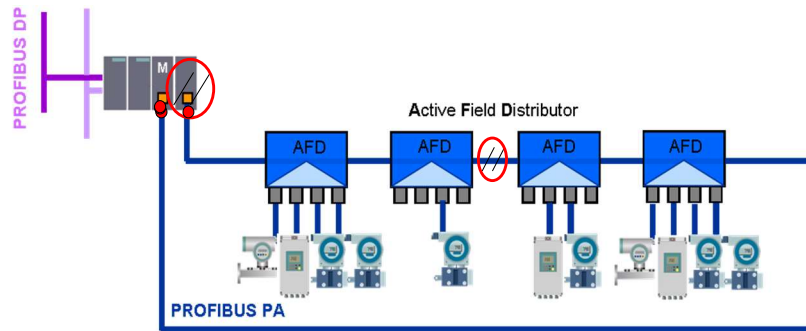 PROFIBUS DP
M
Active Field Distributor
AFD
AFD
AFD
AFD
PROFIBUS PA